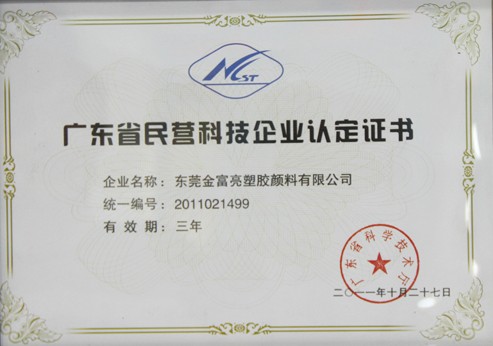 NCST
广东省民营科技企业认定证书
企业名称：东莞金富亮塑胶颜料有限公司
统一编号：2011021499
有效期：三年
广东省科学技术厅
二〇一一年十月二十七日